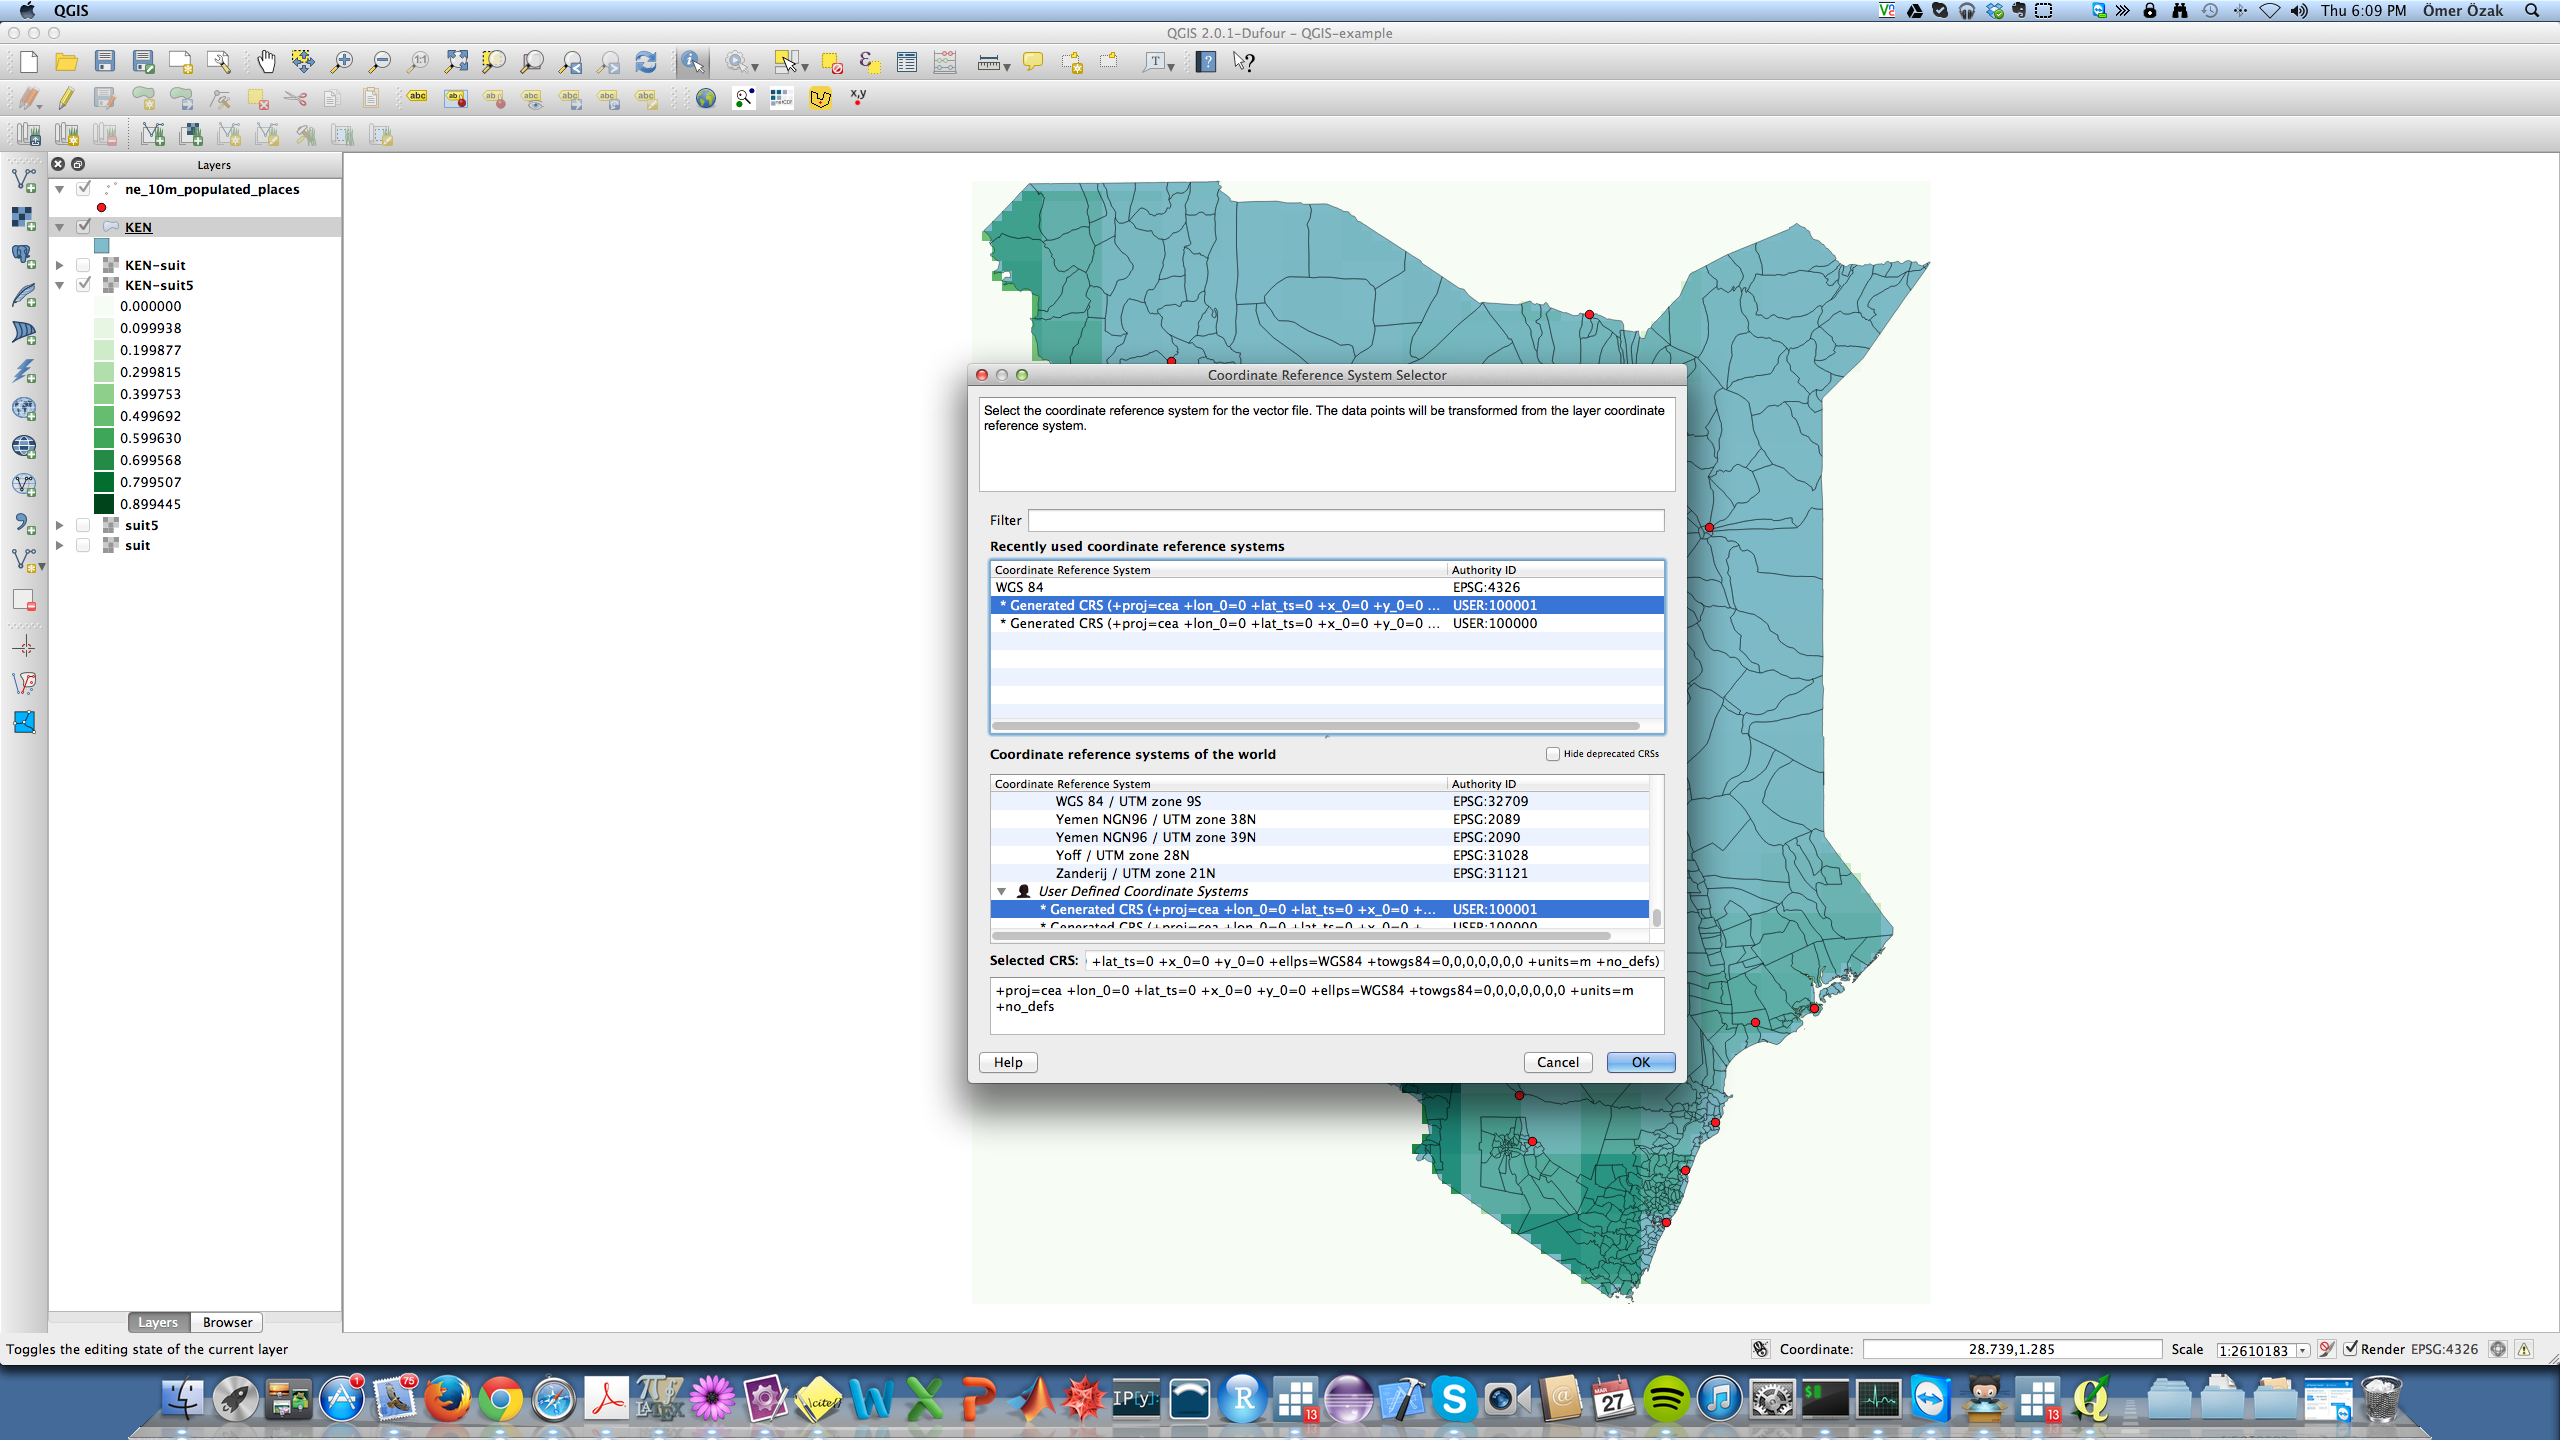 QGIS
Thu 6:09 PM Ömer Özak
QGIS 2.0.1-Dufour – QGIS-example
Layers
ne_10m_populated_places
KEN
KEN-suit
KEN-suit5
0.000000
0.099938
0.199877
0.299815
0.399753
0.499692
0.599630
0.699568
0.799507
0.899445
suit5
suit
Coordinate Reference System Selector
Select the coordinate reference system for the vector file. The data points will be transformed from the layer coordinate
reference system.
Filter
Recently used coordinate reference systems
Coordinate Reference System Authority ID
WGS 84 EPSG:4326
* Generated CRS (+proj=cea +lon_0=0 +lat_ts=0 +x_0=0 +y_0=0 ... USER:100001
* Generated CRS (+proj=cea +lon_0=0 +lat_ts=0 +x_0=0 +y_0=0 ... USER:100000
Coordinate reference systems of the world Hide deprecated CRSs
Coordinate Reference System Authority ID
WGS 84 / UTM zone 9S EPSG:32709
Yemen NGN96 / UTM zone 38N EPSG:2089
Yemen NGN96 / UTM zone 39N EPSG:2090
Yoff / UTM zone 28N EPSG:31028
Zanderij / UTM zone 21N EPSG:31121
User Defined Coordinate Systems
* Generated CRS (+proj=cea +lon_0=0 +lat_ts=0 +x_0=0 +... USER:100001
* Generated CRS (+proj=cea +lon_0=0 +lat_ts=0 +x_0=0 + USER:100000
Selected CRS: +lat_ts=0 +x_0=0 +y_0=0 +ellps=WGS84 +towgs84=0,0,0,0,0,0,0 +units=m +no_defs)
+proj=cea +lon_0=0 +lat_ts=0 +x_0=0 +y_0=0 +ellps=WGS84 +towgs84=0,0,0,0,0,0,0 +units=m
+no_defs
Help Cancel OK
Layers Browser
Toggles the editing state of the current layer Coordinate: 28.739,1.285 Scale 1:2610183 Render EPSG:4326